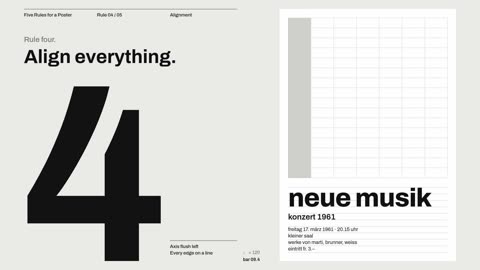 Five Rules for a Poster
Rule 04 / 05
Alignment
Rule four.
Align everything.
4
Axis flush left
Every edge on a line
= 120
bar 59.4
neue musik
konzert 1961
freitag 17. märz 1961 · 20.15 uhr
kleiner saal
werke von marti, brunner, weiss
eintritt fr. 3.–